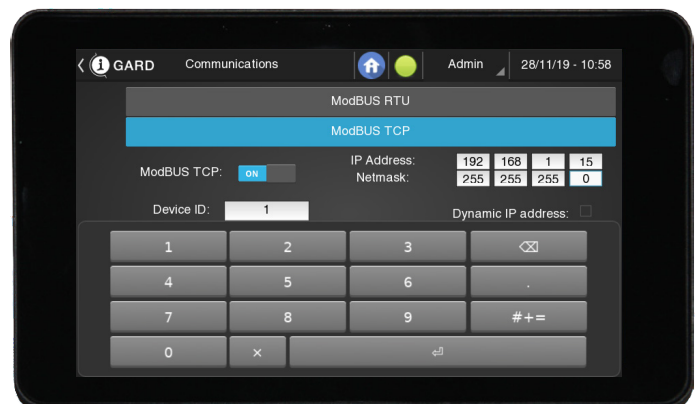 i GARD Communications Admin 28/11/19 - 10:58
ModBUS RTU
ModBUS TCP
ModBUS TCP: ON IP Address: 192 168 1 15
Netmask: 255 255 255 0
Device ID: 1 Dynamic IP address:
1 2 3 ⌫
4 5 6 .
7 8 9 #+=
0 × ⏎